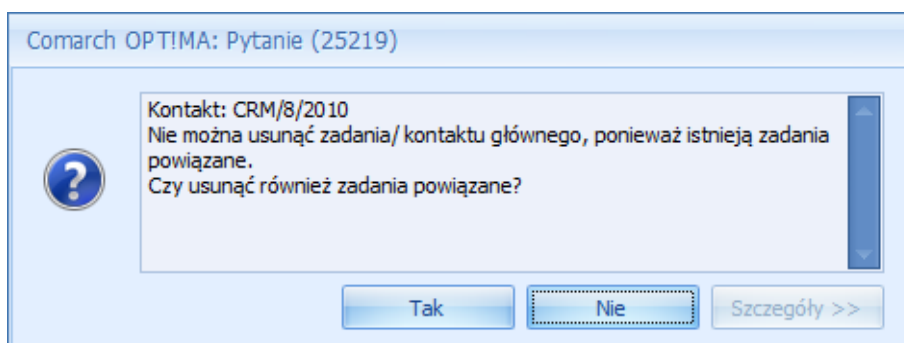 Comarch OPT!MA: Pytanie (25219)
Kontakt: CRM/8/2010
Nie można usunąć zadania/ kontaktu głównego, ponieważ istnieją zadania
powiązane.
Czy usunąć również zadania powiązane?
Tak
Nie
Szczegóły >>